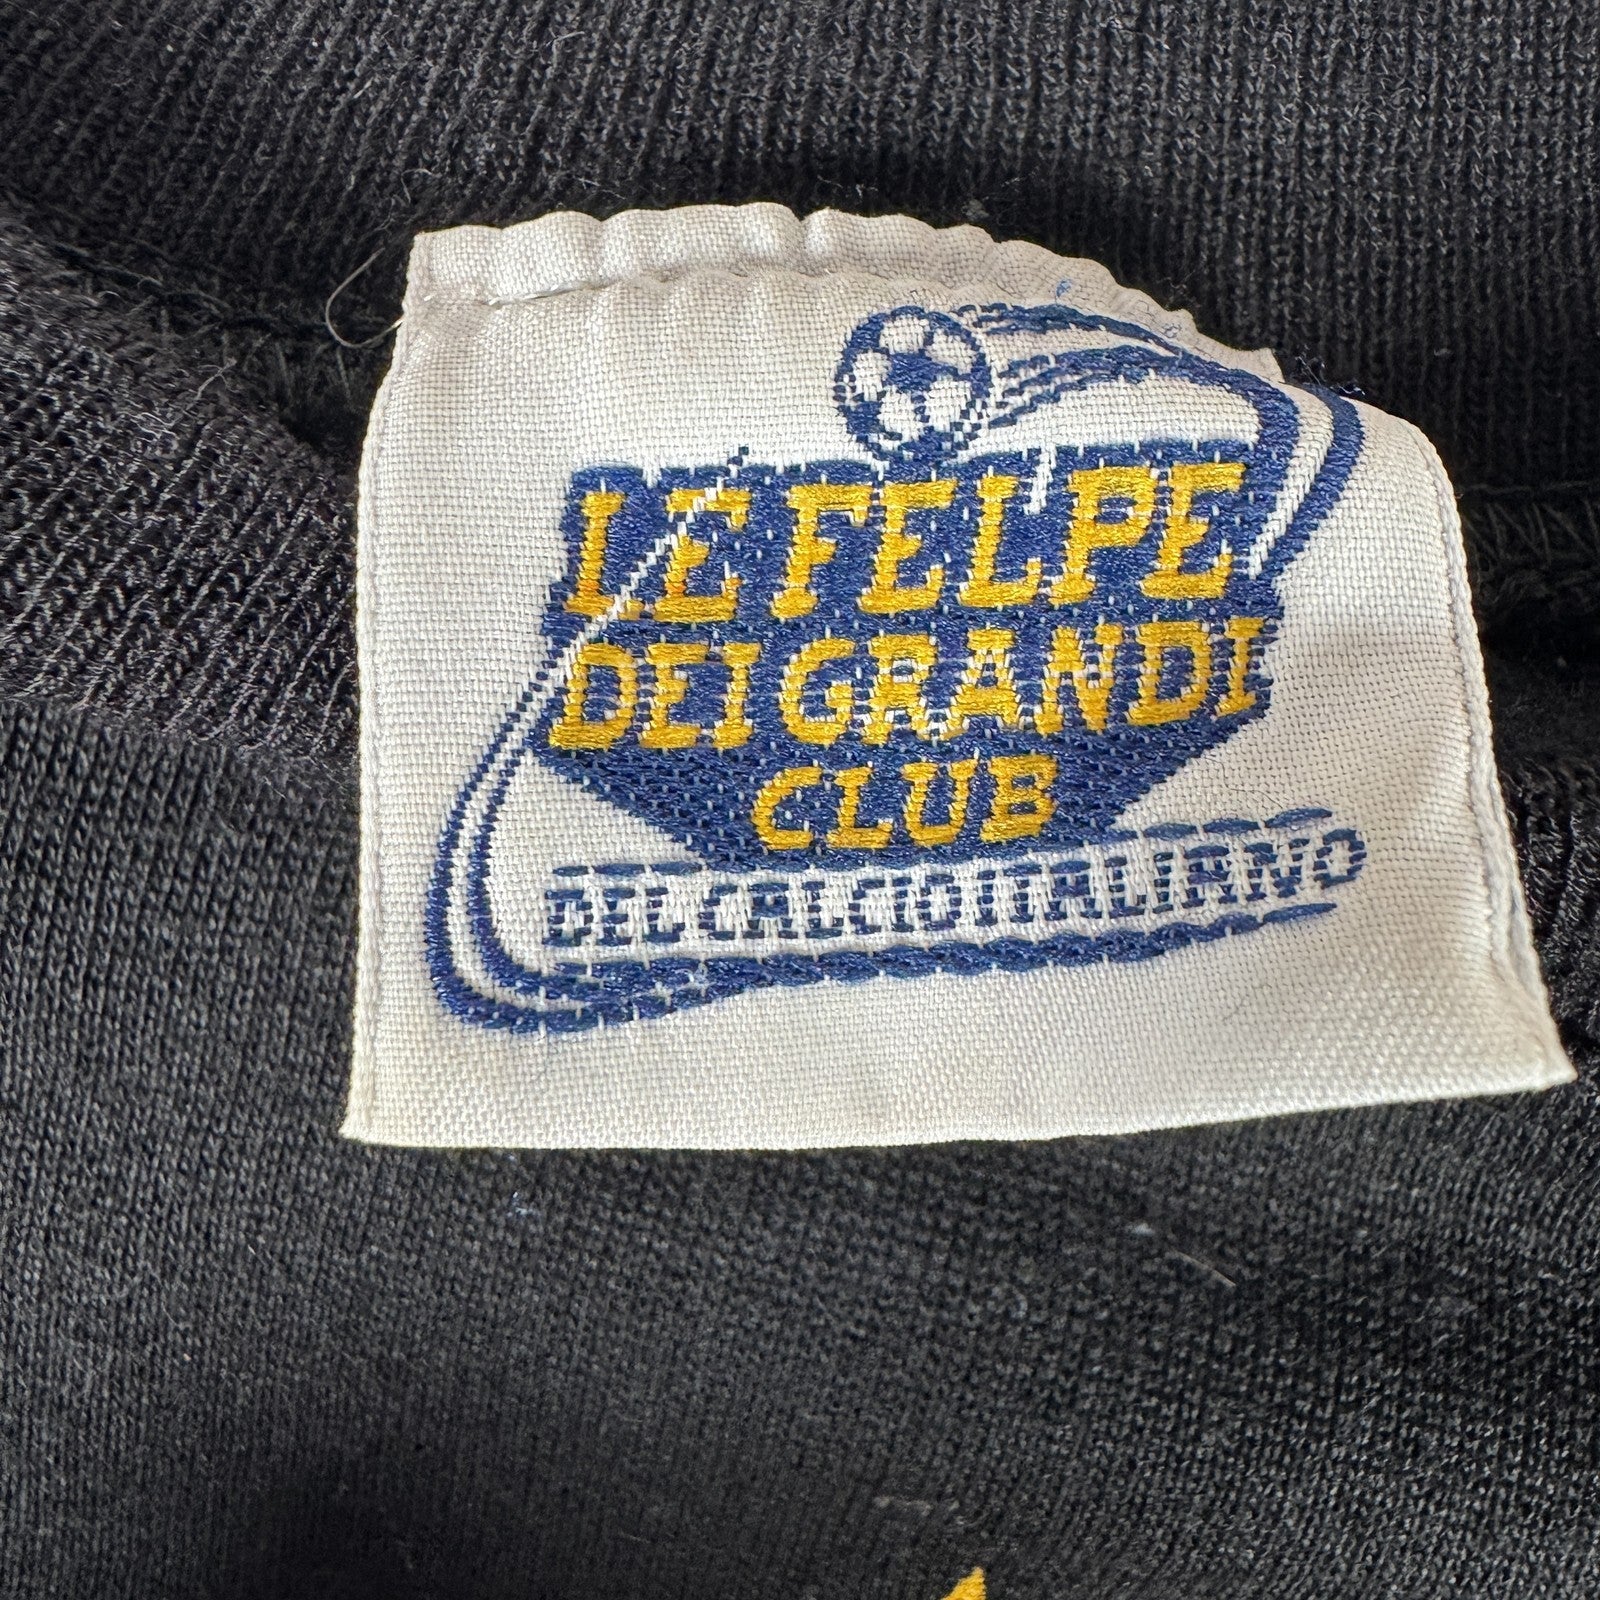 LE FELPE
DEI GRANDI
CLUB
DEL CALCIO ITALIANO